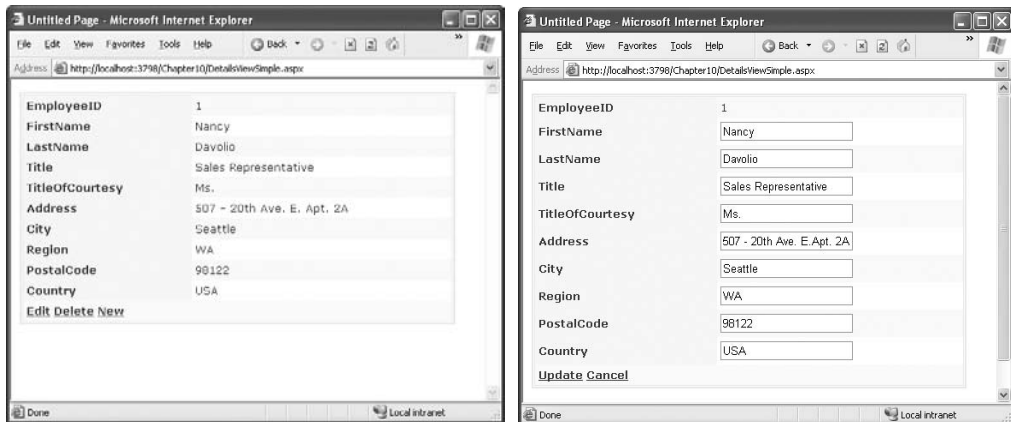 Untitled Page - Microsoft Internet Explorer
File Edit View Favorites Tools Help Back »
Address http://localhost:3798/Chapter10/DetailsViewSimple.aspx
EmployeeID 1
FirstName Nancy
LastName Davolio
Title Sales Representative
TitleOfCourtesy Ms.
Address 507 - 20th Ave. E. Apt. 2A
City Seattle
Region WA
PostalCode 98122
Country USA
Edit Delete New
Done Local intranet
Untitled Page - Microsoft Internet Explorer
File Edit View Favorites Tools Help Back »
Address http://localhost:3798/Chapter10/DetailsViewSimple.aspx
EmployeeID 1
FirstName Nancy
LastName Davolio
Title Sales Representative
TitleOfCourtesy Ms.
Address 507 - 20th Ave. E.Apt. 2A
City Seattle
Region WA
PostalCode 98122
Country USA
Update Cancel
Done Local intranet